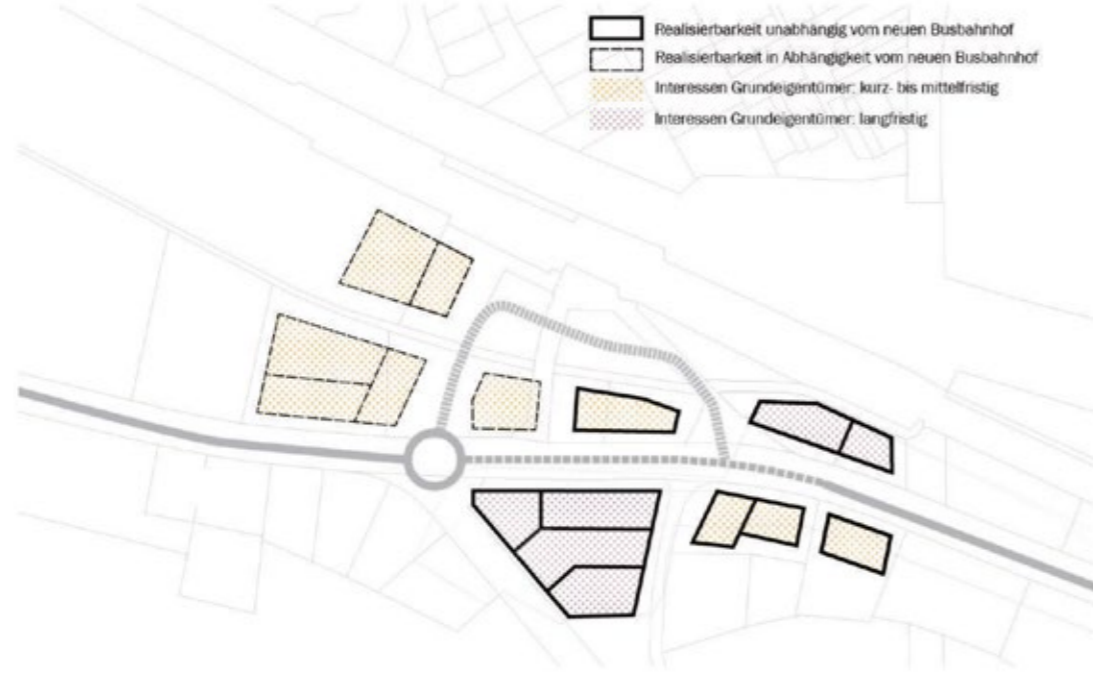 Realisierbarkeit unabhängig vom neuen Busbahnhof
Realisierbarkeit in Abhängigkeit vom neuen Busbahnhof
Interessen Grundeigentümer: kurz- bis mittelfristig
Interessen Grundeigentümer: langfristig